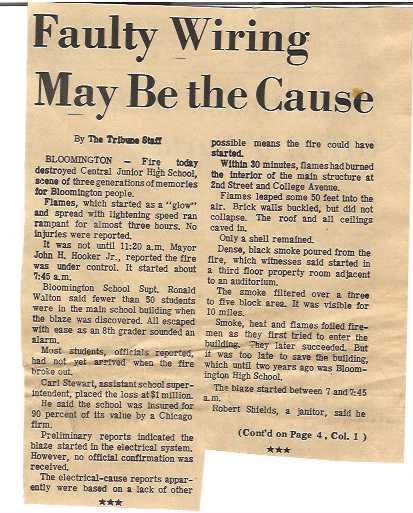 Faulty Wiring
May Be the Cause
By The Tribune Staff
BLOOMINGTON — Fire today
destroyed Central Junior High School,
scene of three generations of memories
for Bloomington people.
Flames, which started as a "glow"
and spread with lightening speed ran
rampant for almost three hours. No
injuries were reported.
It was not until 11:20 a.m. Mayor
John H. Hooker Jr., reported the fire
was under control. It started about
7:45 a.m.
Bloomington School Supt. Ronald
Walton said fewer than 50 students
were in the main school building when
the blaze was discovered. All escaped
with ease as an 8th grader sounded an
alarm.
Most students, officials reported,
had not yet arrived when the fire
broke out.
Carl Stewart, assistant school super-
intendent, placed the loss at $1 million.
He said the school was insured for
90 percent of its value by a Chicago
firm.
Preliminary reports indicated the
blaze started in the electrical system.
However, no official confirmation was
received.
The electrical-cause reports appar-
ently were based on a lack of other
★★★
possible means the fire could have
started.
Within 30 minutes, flames had burned
the interior of the main structure at
2nd Street and College Avenue.
Flames leaped some 50 feet into the
air. Brick walls buckled, but did not
collapse. The roof and all ceilings
caved in.
Only a shell remained.
Dense, black smoke poured from the
fire, which witnesses said started in
a third floor property room adjacent
to an auditorium.
The smoke filtered over a three
to five block area. It was visible for
10 miles.
Smoke, heat and flames foiled fire-
men as they first tried to enter the
building. They later succeeded. But
it was too late to save the building,
which until two years ago was Bloom-
ington High School.
The blaze started between 7 and 7:45
a.m.
Robert Shields, a janitor, said he
(Cont'd on Page 4, Col. 1)
★★★